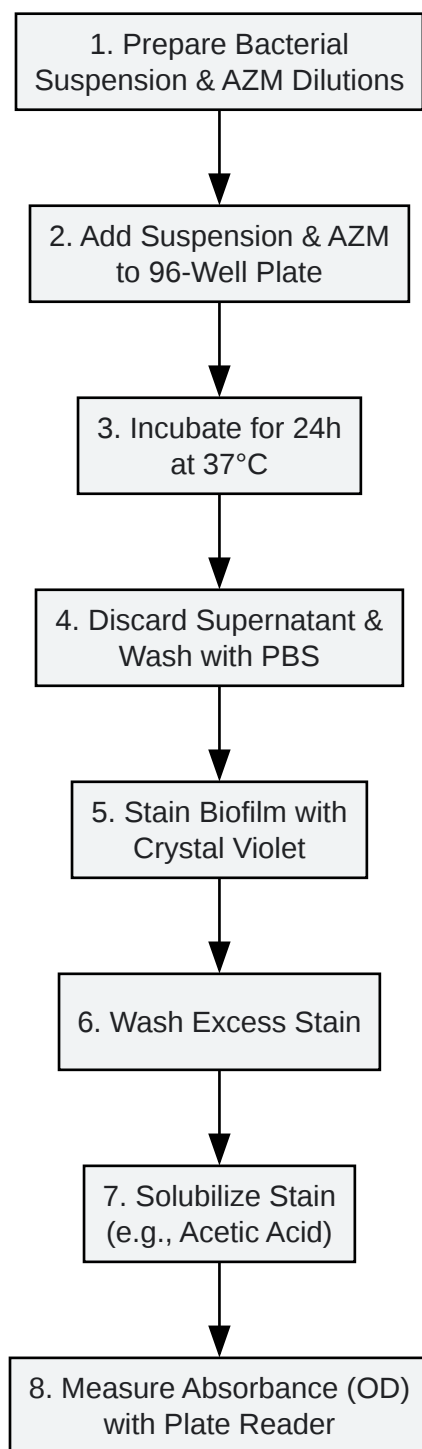 1. Prepare Bacterial
Suspension & AZM Dilutions
2. Add Suspension & AZM
to 96-Well Plate
3. Incubate for 24h
at 37°C
4. Discard Supernatant &
Wash with PBS
5. Stain Biofilm with
Crystal Violet
6. Wash Excess Stain
7. Solubilize Stain
(e.g., Acetic Acid)
8. Measure Absorbance (OD)
with Plate Reader